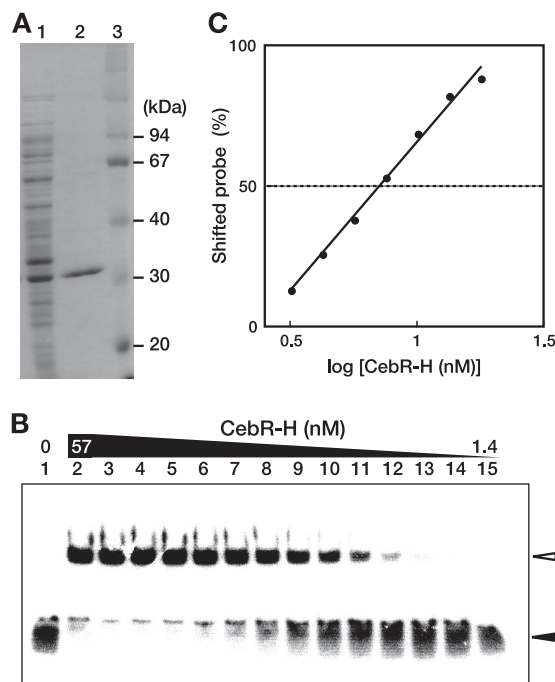 A
1 2 3
(kDa)
94
67
40
30
20
C
100
50
0
Shifted probe (%)
0.5 1 1.5
log [CebR-H (nM)]
B
CebR-H (nM)
0 57 1.4
1 2 3 4 5 6 7 8 9 10 11 12 13 14 15